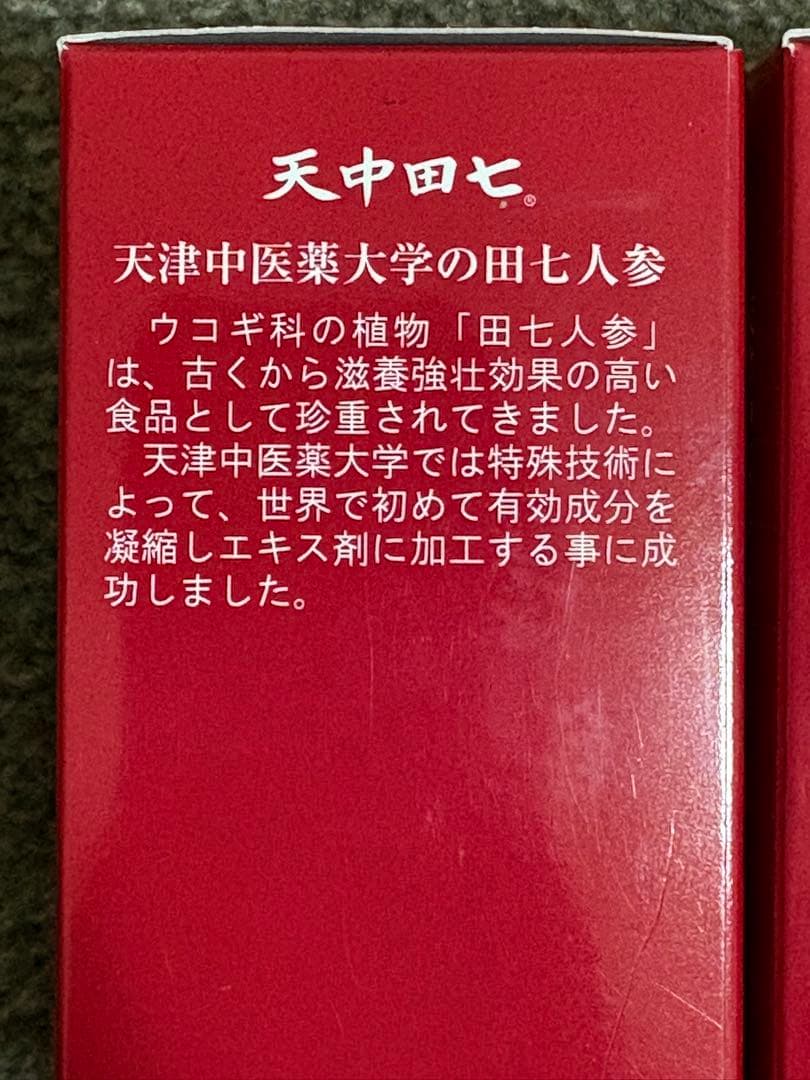 天中田七®
天津中医薬大学の田七人参
ウコギ科の植物「田七人参」
は、古くから滋養強壮効果の高い
食品として珍重されてきました。
天津中医薬大学では特殊技術に
よって、世界で初めて有効成分を
凝縮しエキス剤に加工する事に成
功しました。